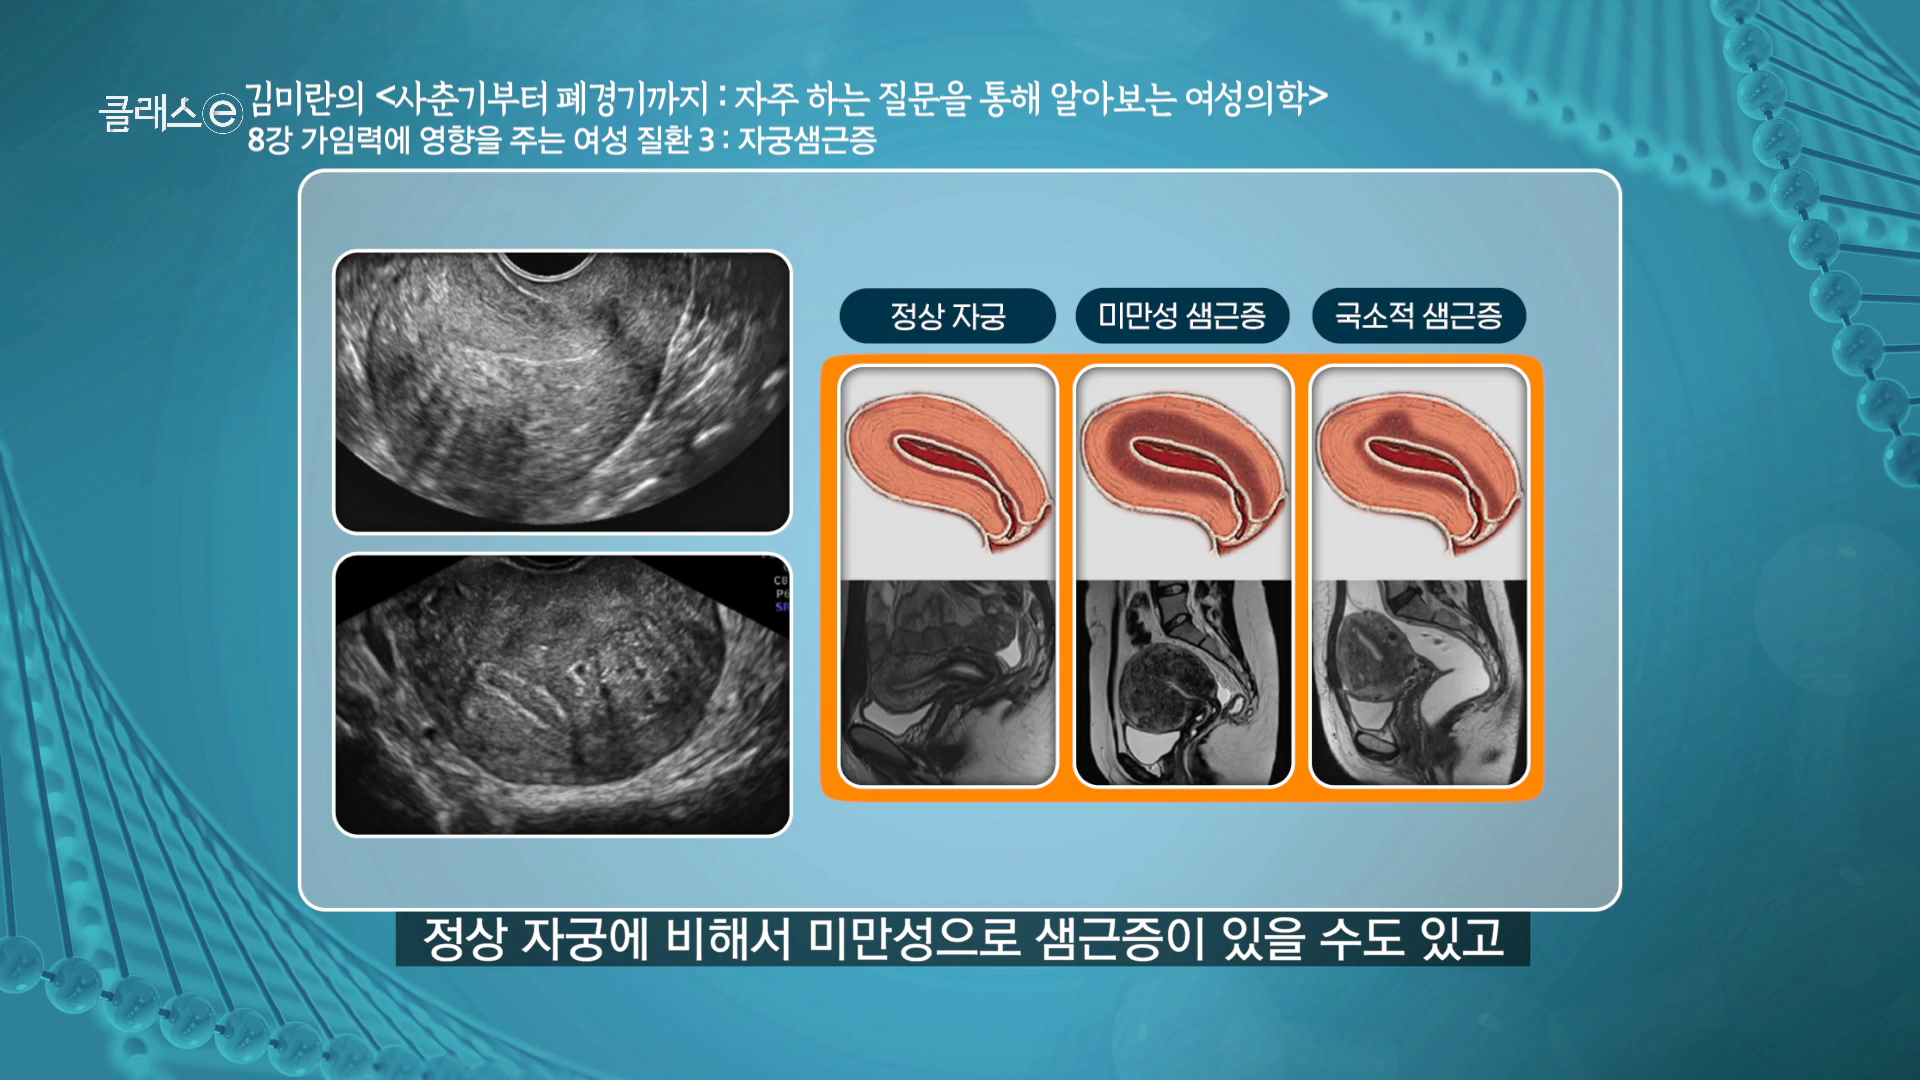 클래스e
김미란의 <사춘기부터 폐경기까지 : 자주 하는 질문을 통해 알아보는 여성의학>
8강 가임력에 영향을 주는 여성 질환 3 : 자궁샘근증
정상 자궁
미만성 샘근증
국소적 샘근증
정상 자궁에 비해서 미만성으로 샘근증이 있을 수도 있고